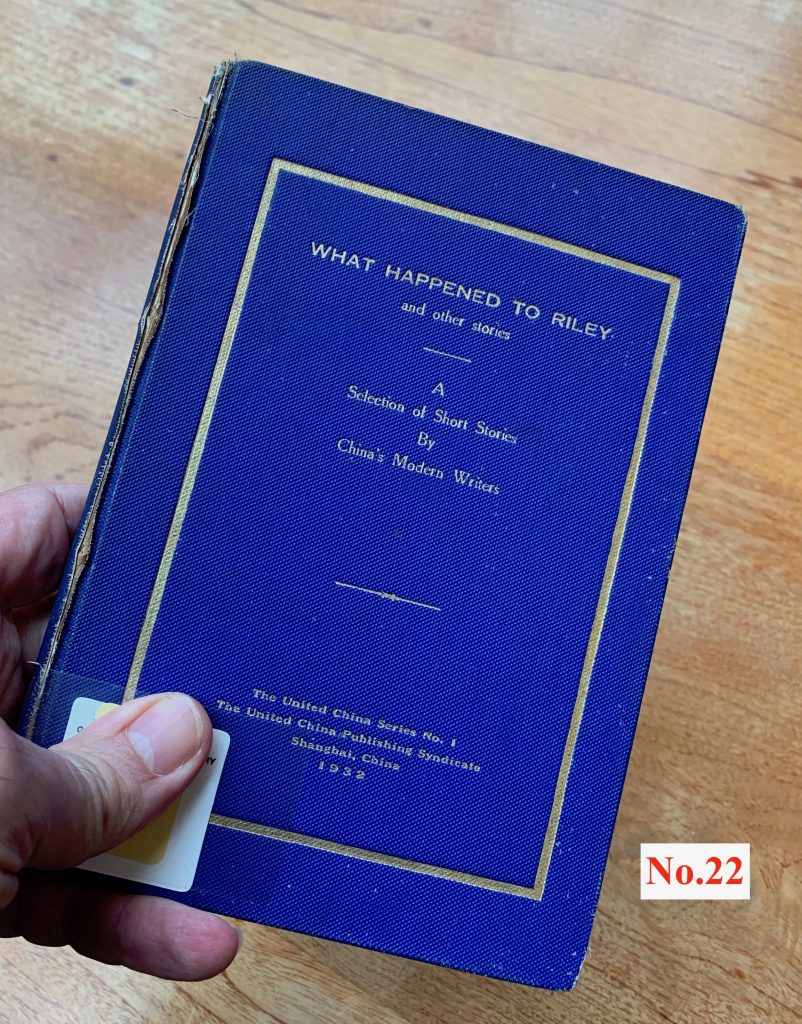 WHAT HAPPENED TO RILEY
and other stories
A
Selection of Short Stories
By
China's Modern Writers
The United China Series No. 1
The United China Publishing Syndicate
Shanghai, China
1932
No.22